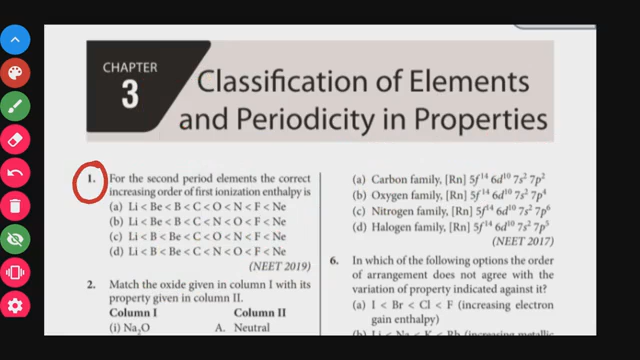 CHAPTER
3
Classification of Elements
and Periodicity in Properties
1. For the second period elements the correct
increasing order of first ionization enthalpy is
(a) Li < Be < B < C < O < N < F < Ne
(b) Li < Be < B < C < N < O < F < Ne
(c) Li < B < Be < C < O < N < F < Ne
(d) Li < B < Be < C < N < O < F < Ne
(NEET 2019)
2. Match the oxide given in column I with its
property given in column II.
Column I Column II
(i) Na₂O A. Neutral
(a) Carbon family, [Rn] 5f¹⁴ 6d¹⁰ 7s² 7p²
(b) Oxygen family, [Rn] 5f¹⁴ 6d¹⁰ 7s² 7p⁴
(c) Nitrogen family, [Rn] 5f¹⁴ 6d¹⁰ 7s² 7p⁶
(d) Halogen family, [Rn] 5f¹⁴ 6d¹⁰ 7s² 7p⁵
(NEET 2017)
6. In which of the following options the order
of arrangement does not agree with the
variation of property indicated against it?
(a) I < Br < Cl < F (increasing electron
gain enthalpy)
(b) Li < Na < K < Rb (increasing metallic